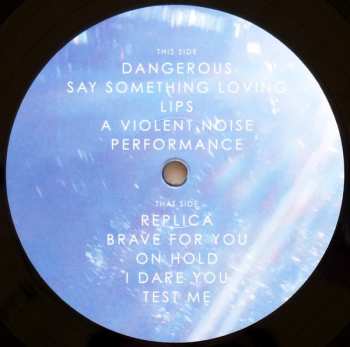 THIS SIDE
DANGEROUS
SAY SOMETHING LOVING
LIPS
A VIOLENT NOISE
PERFORMANCE
THAT SIDE
REPLICA
BRAVE FOR YOU
ON HOLD
I DARE YOU
TEST ME